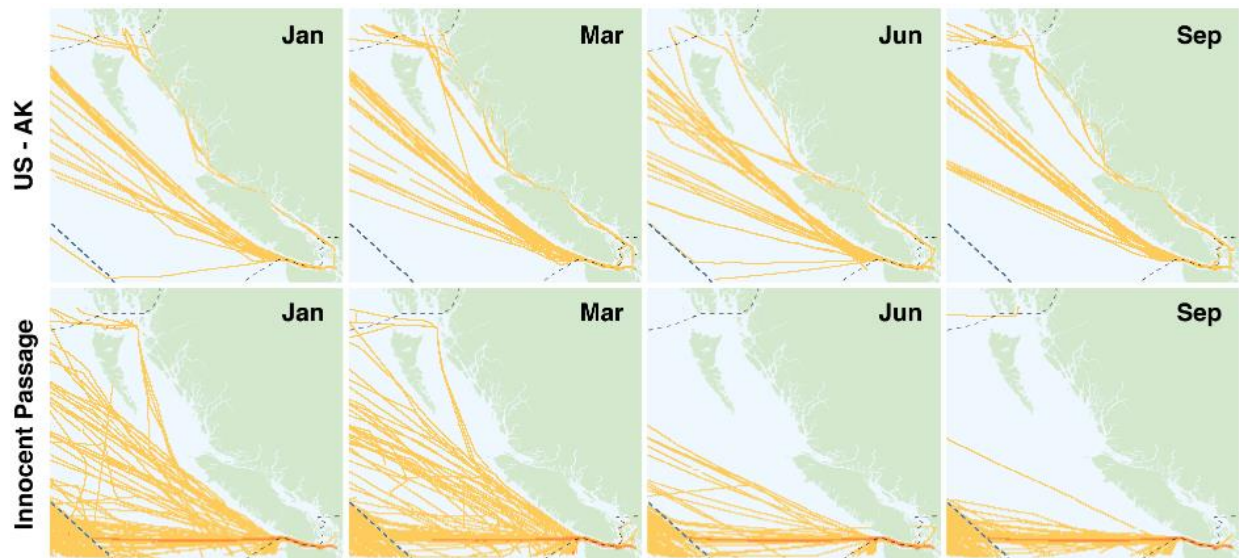 US - AK
Jan
Mar
Jun
Sep
Innocent Passage
Jan
Mar
Jun
Sep